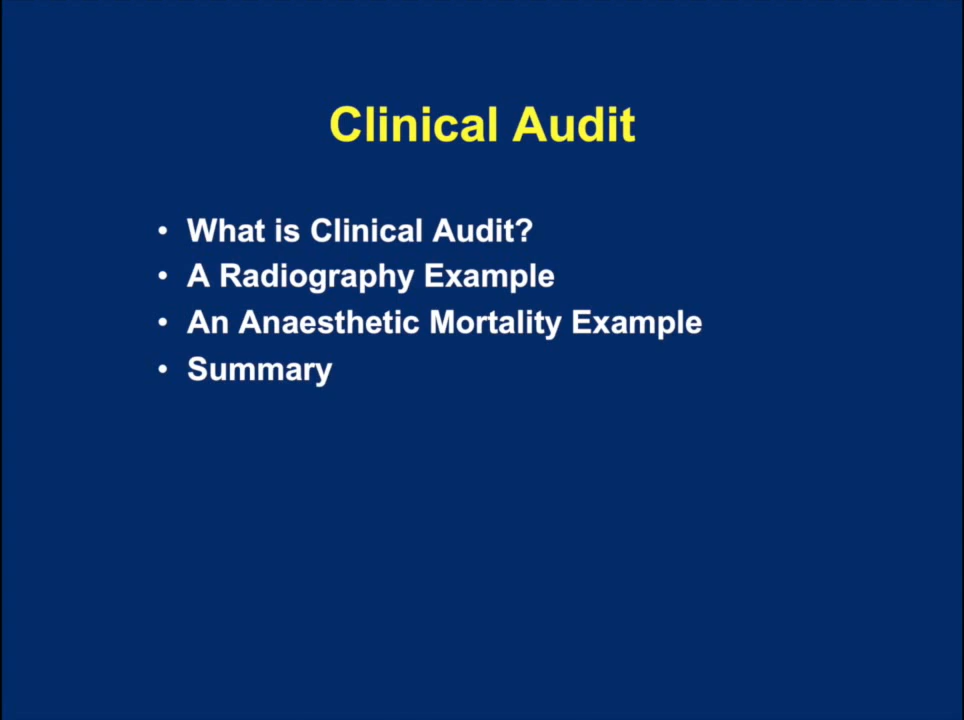 Clinical Audit
• What is Clinical Audit?
• A Radiography Example
• An Anaesthetic Mortality Example
• Summary